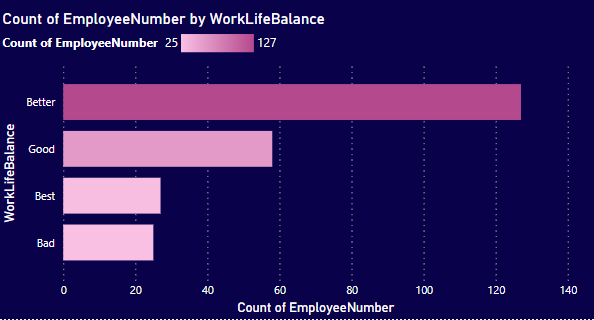 Count of EmployeeNumber by WorkLifeBalance
Count of EmployeeNumber 25 127
WorkLifeBalance
Better
Good
Best
Bad
0 20 40 60 80 100 120 140
Count of EmployeeNumber